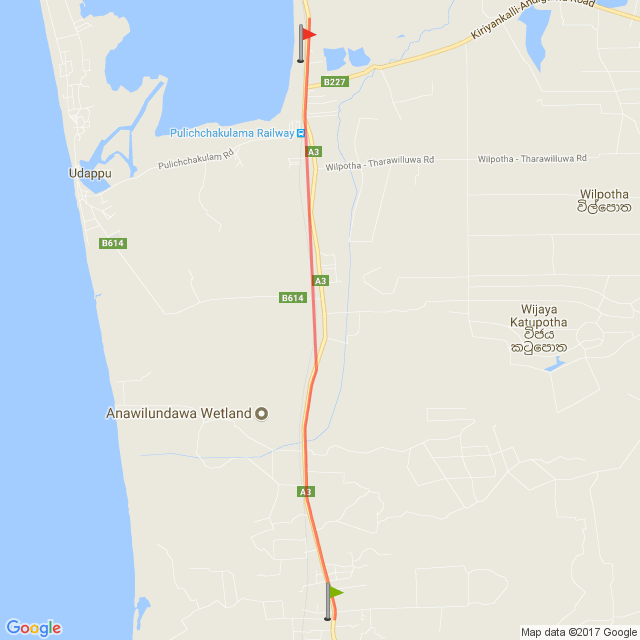 Kiriyankalli-Andig
Road
B227
Pulichchakulama Railway
A3
Pulichchakulam Rd
Wilpotha - Tharawilluwa Rd
Wilpotha - Tharawilluwa Rd
Udappu
Wilpotha
විල්පොත
B614
A3
B614
Wijaya
Katupotha
විජය
කටුපොත
Anawilundawa Wetland
A3
Google
Map data ©2017 Google